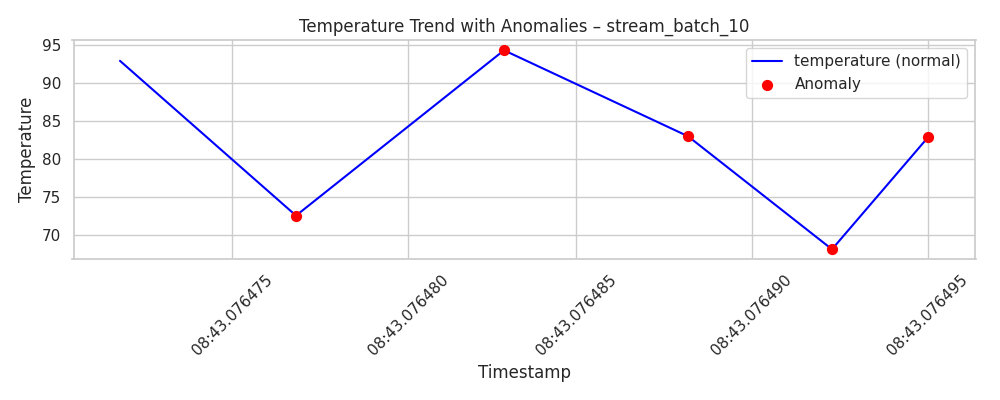 Temperature Trend with Anomalies – stream_batch_10
temperature (normal)
Anomaly
Temperature
95
90
85
80
75
70
08:43.076475
08:43.076480
08:43.076485
08:43.076490
08:43.076495
Timestamp